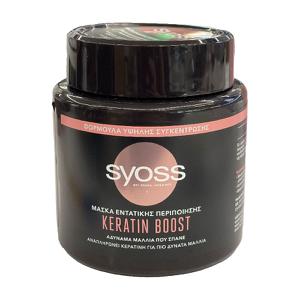 ΦΟΡΜΟΥΛΑ ΥΨΗΛΗΣ ΣΥΓΚΕΝΤΡΩΣΗΣ
syoss
ΜΑΣΚΑ ΕΝΤΑΤΙΚΗΣ ΠΕΡΙΠΟΙΗΣΗΣ
KERATIN BOOST
ΑΔΥΝΑΜΑ ΜΑΛΛΙΑ ΠΟΥ ΣΠΑΝΕ
ΑΝΑΠΛΗΡΩΝΕΙ ΚΕΡΑΤΙΝΗ ΓΙΑ ΠΙΟ ΔΥΝΑΤΑ ΜΑΛΛΙΑ